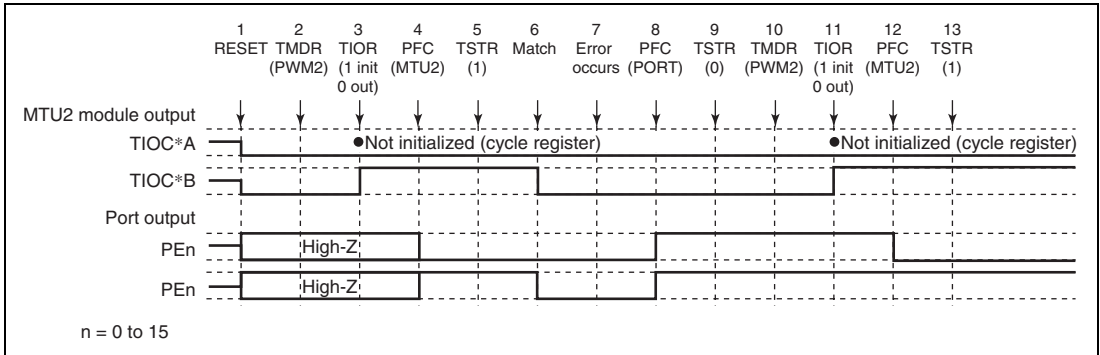 1 2 3 4 5 6 7 8 9 10 11 12 13
RESET TMDR TIOR PFC TSTR Match Error PFC TSTR TMDR TIOR PFC TSTR
(PWM2) (1 init (MTU2) (1) occurs (PORT) (0) (PWM2) (1 init (MTU2) (1)
0 out) 0 out)
MTU2 module output
TIOC*A ●Not initialized (cycle register) ●Not initialized (cycle register)
TIOC*B
Port output
PEn High-Z
PEn High-Z
n = 0 to 15